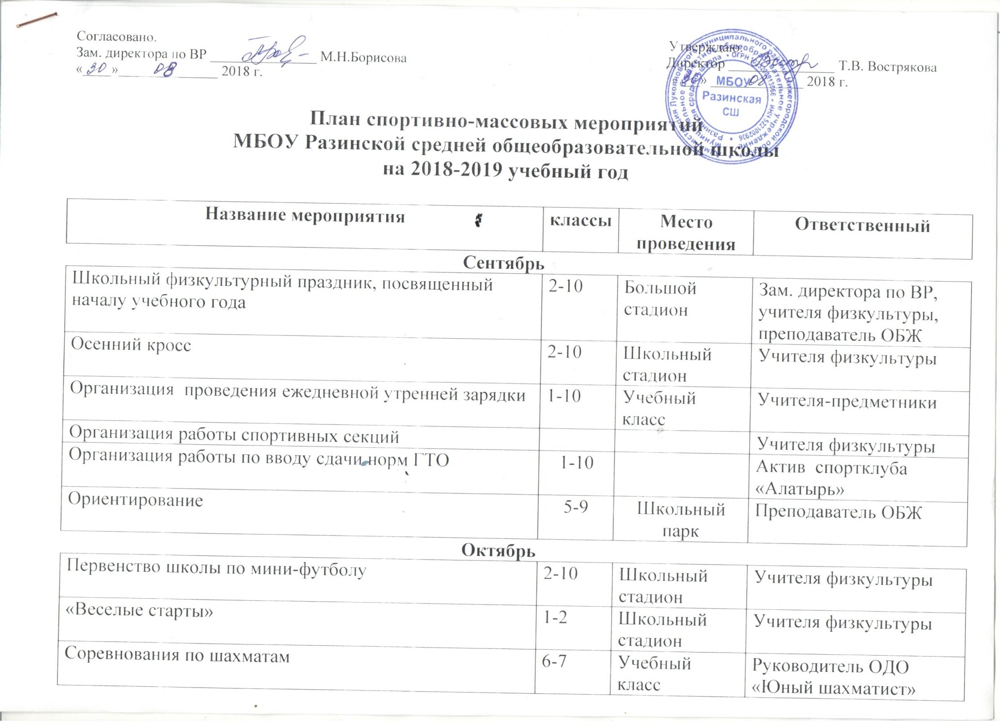 Согласовано.
Зам. директора по ВР ______________ М.Н.Борисова
«30» 08 2018 г.
Утверждаю.
Директор ______________ Т.В. Вострякова
«30» 08 2018 г.
МБОУ
Разинская
СШ
План спортивно-массовых мероприятий
МБОУ Разинской средней общеобразовательной школы
на 2018-2019 учебный год
Название мероприятия классы Место Ответственный
проведения
Сентябрь
Школьный физкультурный праздник, посвященный 2-10 Большой Зам. директора по ВР,
началу учебного года стадион учителя физкультуры,
преподаватель ОБЖ
Осенний кросс 2-10 Школьный Учителя физкультуры
стадион
Организация проведения ежедневной утренней зарядки 1-10 Учебный Учителя-предметники
класс
Организация работы спортивных секций Учителя физкультуры
Организация работы по вводу сдачи норм ГТО 1-10 Актив спортклуба
«Алатырь»
Ориентирование 5-9 Школьный Преподаватель ОБЖ
парк
Октябрь
Первенство школы по мини-футболу 2-10 Школьный Учителя физкультуры
стадион
«Веселые старты» 1-2 Школьный Учителя физкультуры
стадион
Соревнования по шахматам 6-7 Учебный Руководитель ОДО
класс «Юный шахматист»